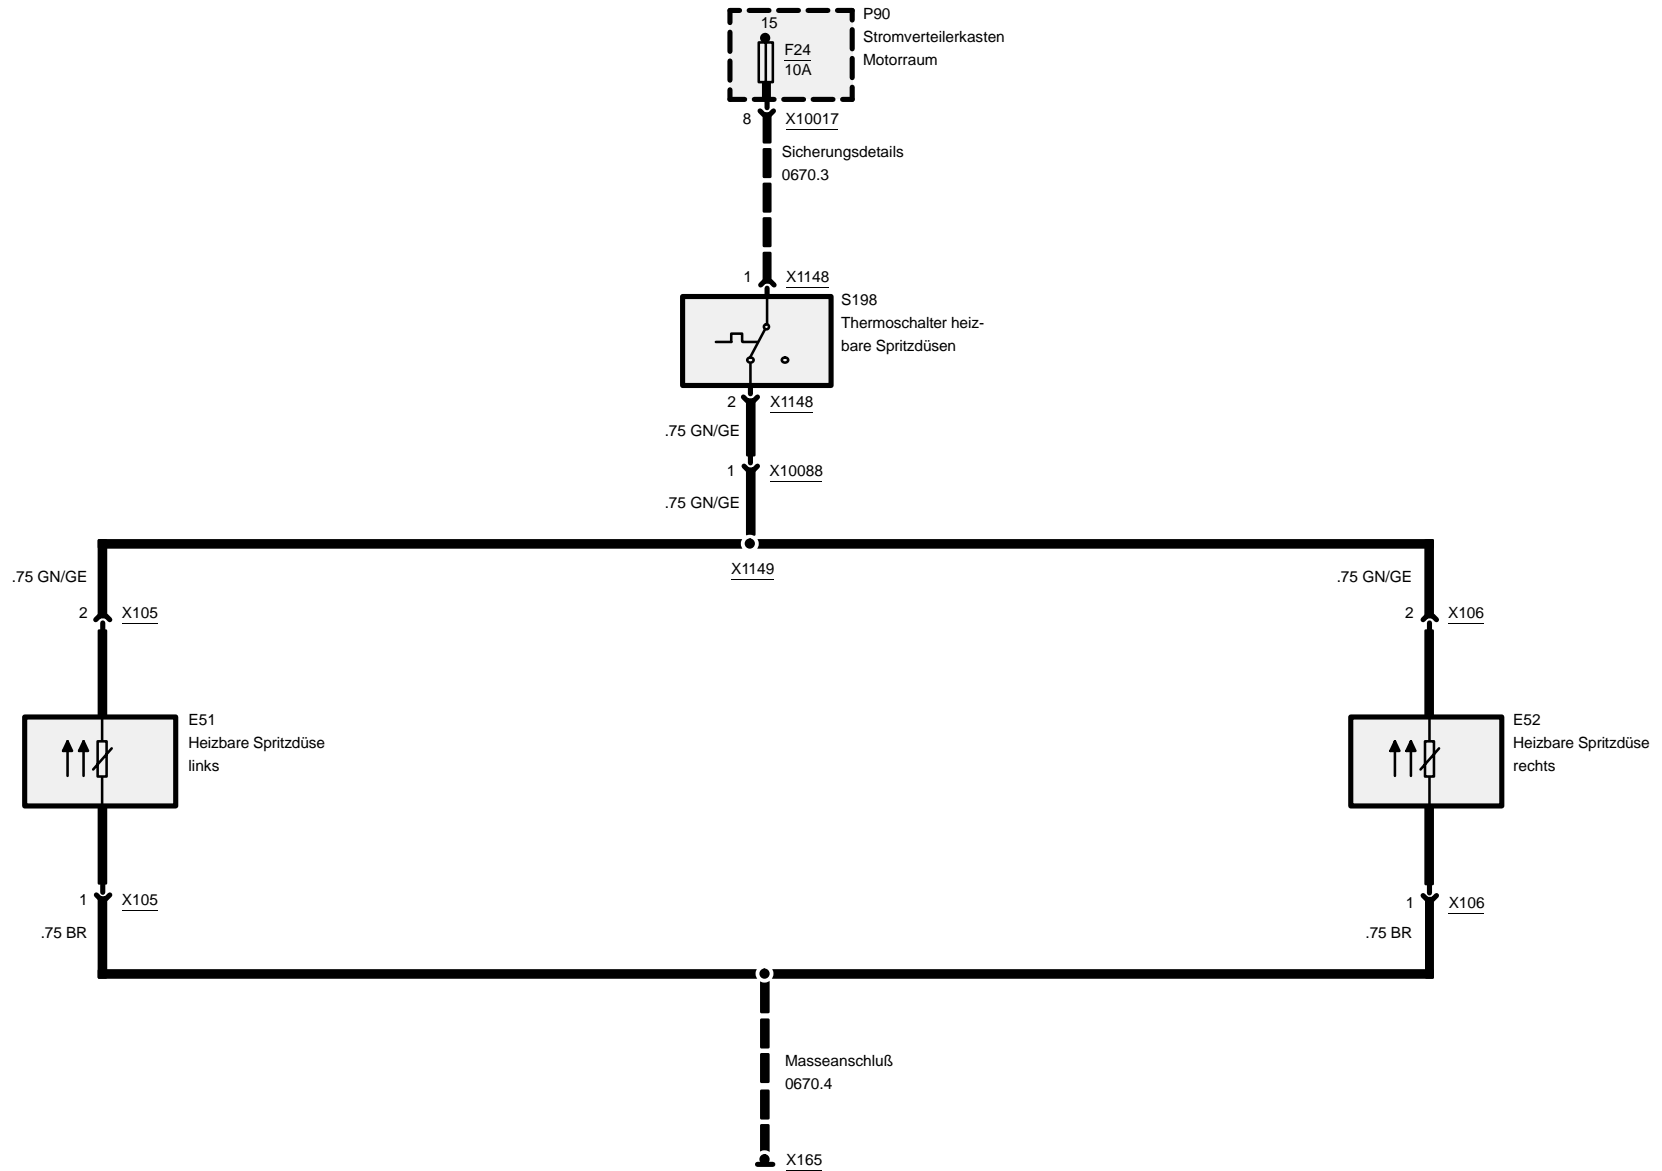 15
P90
Stromverteilerkasten
Motorraum
F24
10A
8 X10017
Sicherungsdetails
0670.3
1 X1148
S198
Thermoschalter heiz-
bare Spritzdüsen
2 X1148
.75 GN/GE
1 X10088
.75 GN/GE
X1149
.75 GN/GE
.75 GN/GE
2 X105
2 X106
E51
Heizbare Spritzdüse
links
E52
Heizbare Spritzdüse
rechts
1 X105
1 X106
.75 BR
.75 BR
Masseanschluß
0670.4
X165